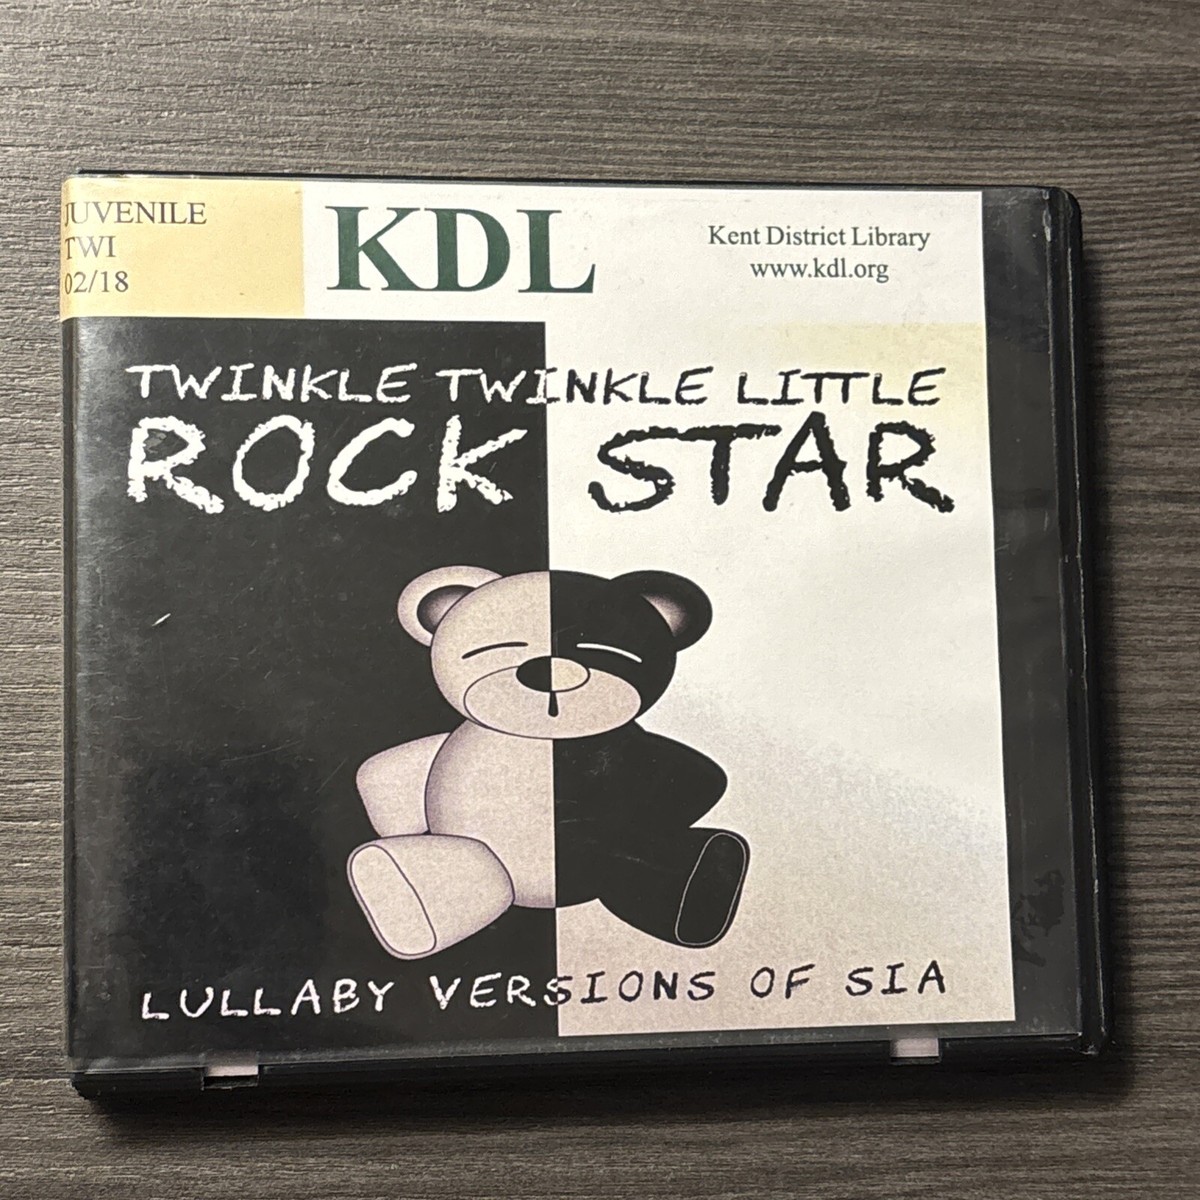 JUVENILE
TWI
02/18
KDL
Kent District Library
www.kdl.org
TWINKLE TWINKLE LITTLE
ROCK STAR
LULLABY VERSIONS OF SIA